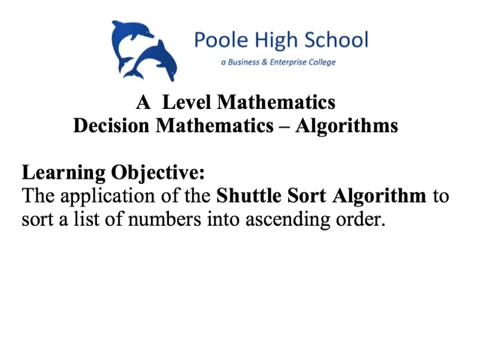 Poole High School
a Business & Enterprise College
A Level Mathematics
Decision Mathematics – Algorithms
Learning Objective:
The application of the Shuttle Sort Algorithm to
sort a list of numbers into ascending order.